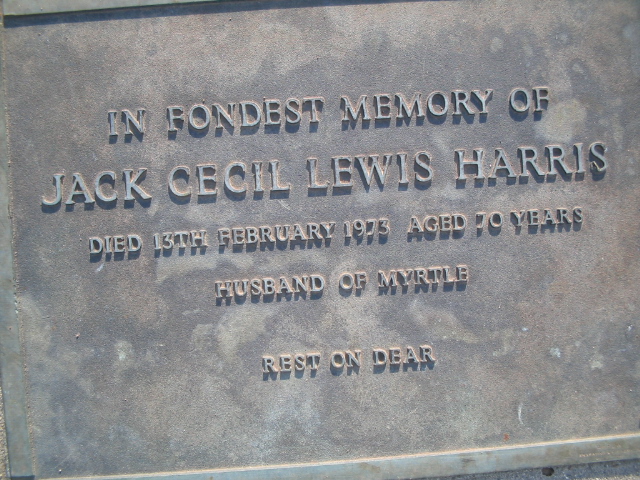 IN FONDEST MEMORY OF
JACK CECIL LEWIS HARRIS
DIED 13TH FEBRUARY 1973 AGED 70 YEARS
HUSBAND OF MYRTLE
REST ON DEAR